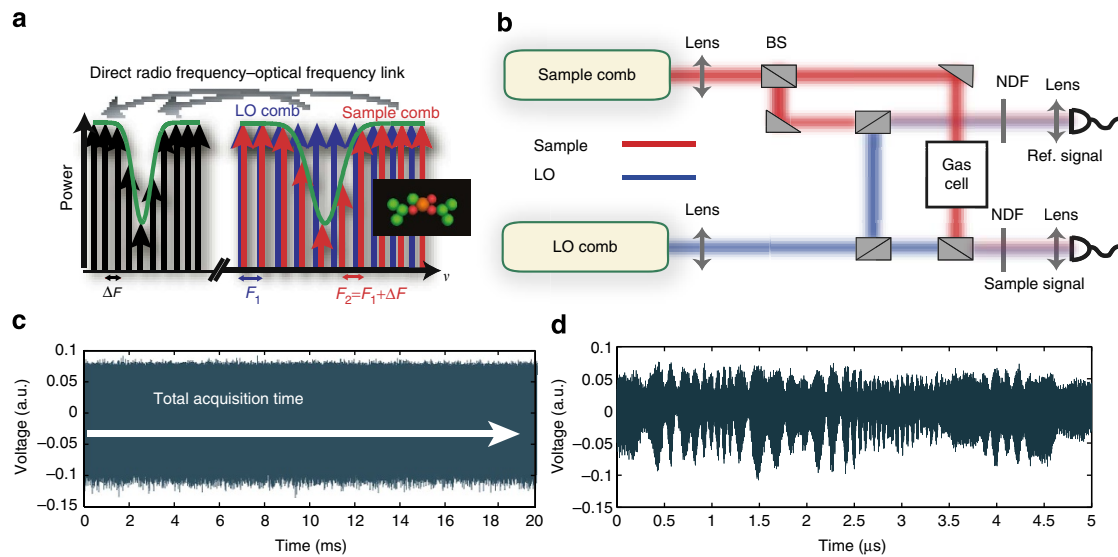 a
Direct radio frequency–optical frequency link
LO comb
Sample comb
Power
ΔF
F1
F2=F1+ΔF
ν
b
Sample comb
Lens
BS
NDF
Lens
Ref. signal
Sample
LO
Gas
cell
LO comb
Lens
NDF
Lens
Sample signal
c
0.1
0.05
0
–0.05
–0.1
–0.15
Voltage (a.u.)
Total acquisition time
0 2 4 6 8 10 12 14 16 18 20
Time (ms)
d
0.1
0.05
0
–0.05
–0.1
–0.15
Voltage (a.u.)
0 0.5 1 1.5 2 2.5 3 3.5 4 4.5 5
Time (μs)